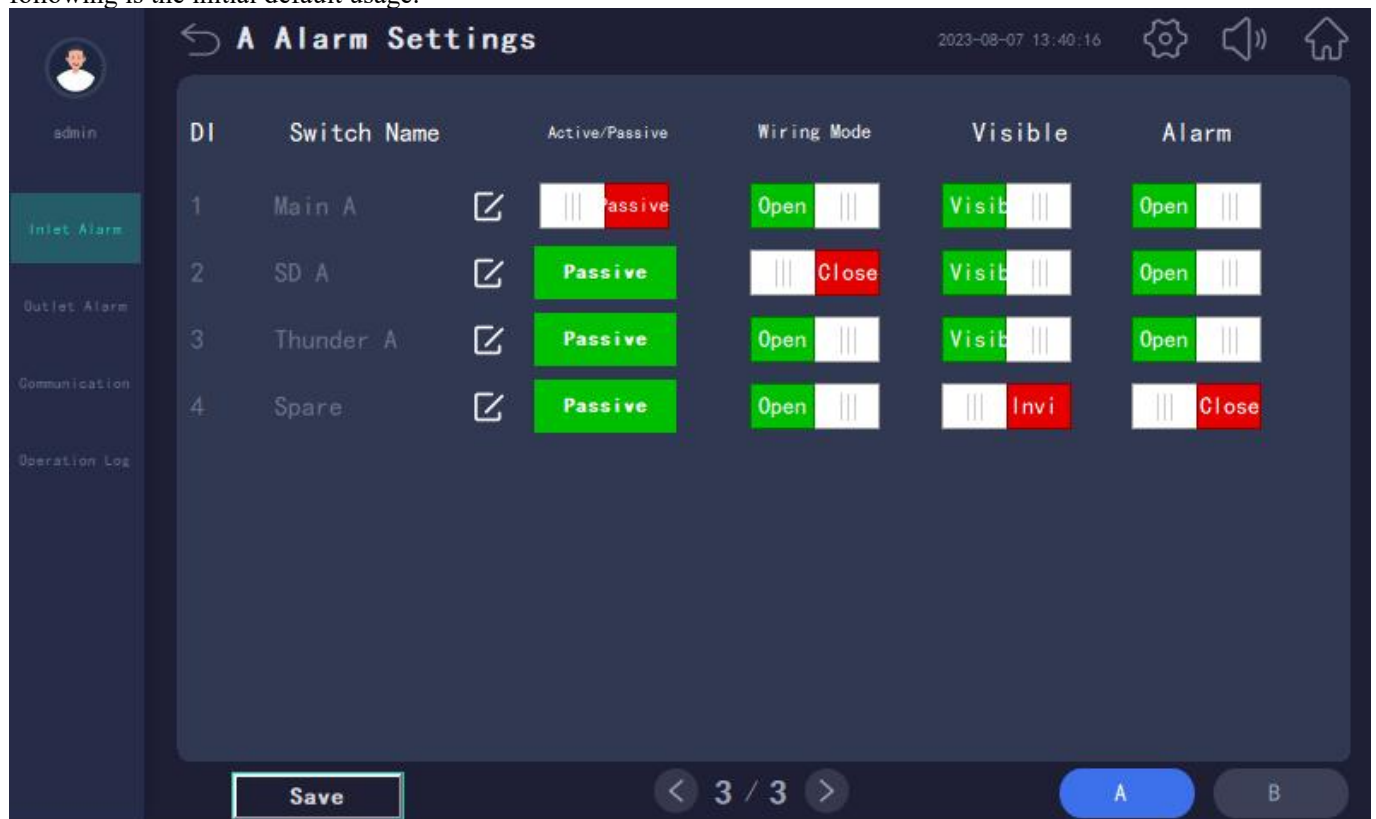 following is the initial default usage.
A Alarm Settings
2023-08-07 13:40:16
admin
DI Switch Name Active/Passive Wiring Mode Visible Alarm
1 Main A Passive Open Visib Open
Inlet Alarm
2 SD A Passive Close Visib Open
Outlet Alarm
3 Thunder A Passive Open Visib Open
Communication
4 Spare Passive Open Invi Close
Operation Log
Save
< 3 / 3 >
A
B